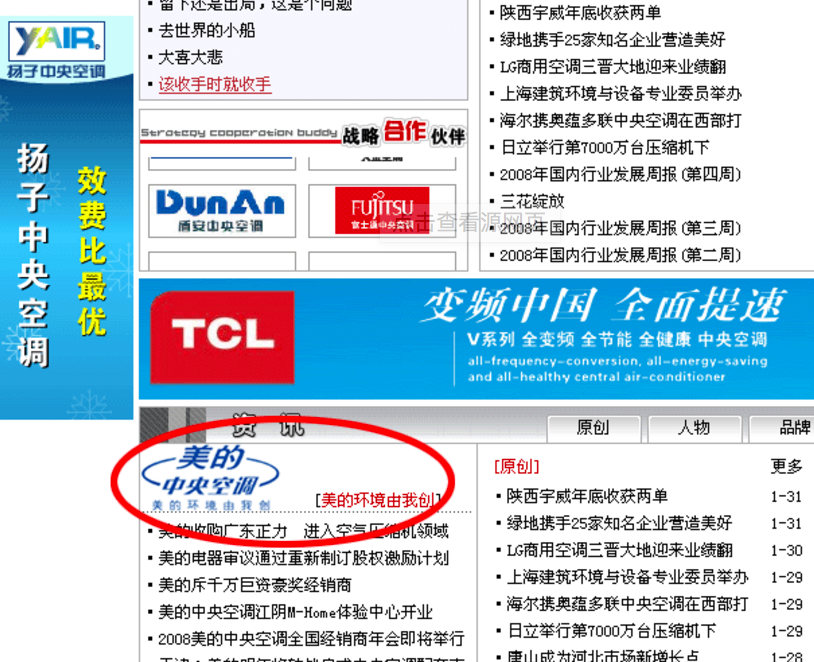 YAIR
扬子中央空调
扬子中央空调
效费比最优
留下还是出局，这是个问题
去世界的小船
大喜大悲
该收手时就收手
Strategy cooperation buddy 战略合作伙伴
DunAn
盾安中央空调
FUJITSU
富士通中央空调
点击查看源网页
陕西宇威年底收获两单
绿地携手25家知名企业营造美好
LG商用空调三晋大地迎来业绩翻
上海建筑环境与设备专业委员举办
海尔携奥蕴多联中央空调在西部打
日立举行第7000万台压缩机下
2008年国内行业发展周报(第四周)
三花绽放
2008年国内行业发展周报(第三周)
2008年国内行业发展周报(第二周)
TCL
变频中国 全面提速
V系列 全变频 全节能 全健康 中央空调
all-frequency-conversion, all-energy-saving
and all-healthy central air-conditioner
资讯
原创 人物 品牌
美的
中央空调
美的环境由我创
[美的环境由我创]
美的收购广东正力 进入空气压缩机领域
美的电器审议通过重新制订股权激励计划
美的斥千万巨资豪奖经销商
美的中央空调江阴M-Home体验中心开业
2008美的中央空调全国经销商年会即将举行
[原创] 更多
陕西宇威年底收获两单 1-31
绿地携手25家知名企业营造美好 1-31
LG商用空调三晋大地迎来业绩翻 1-30
上海建筑环境与设备专业委员举办 1-29
海尔携奥蕴多联中央空调在西部打 1-29
日立举行第7000万台压缩机下 1-29
唐山成为河北市场新增长点 1-28